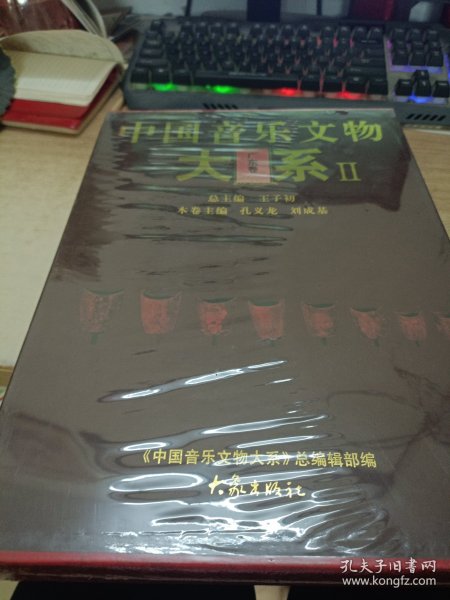 中国音乐文物
大系Ⅱ
总主编 王子初
本卷主编 孔义龙 刘成基
《中国音乐文物大系》总编辑部编
大象出版社
孔夫子旧书网
www.kongfz.com